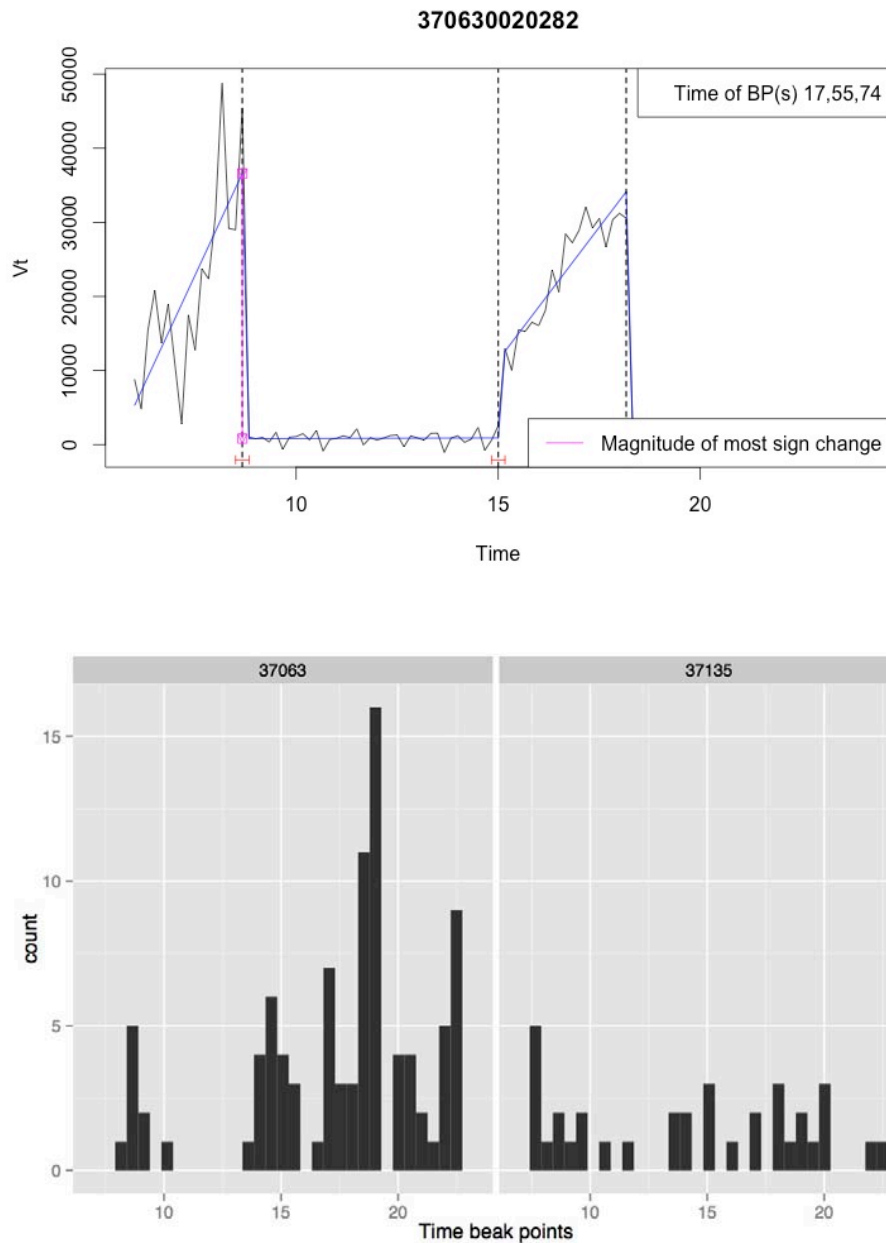 370630020282
Time of BP(s) 17,55,74
50000
40000
30000
20000
10000
0
Vt
Magnitude of most sign change
10 15 20
Time
37063 37135
15
10
5
0
count
10 15 20 10 15 20
Time beak points